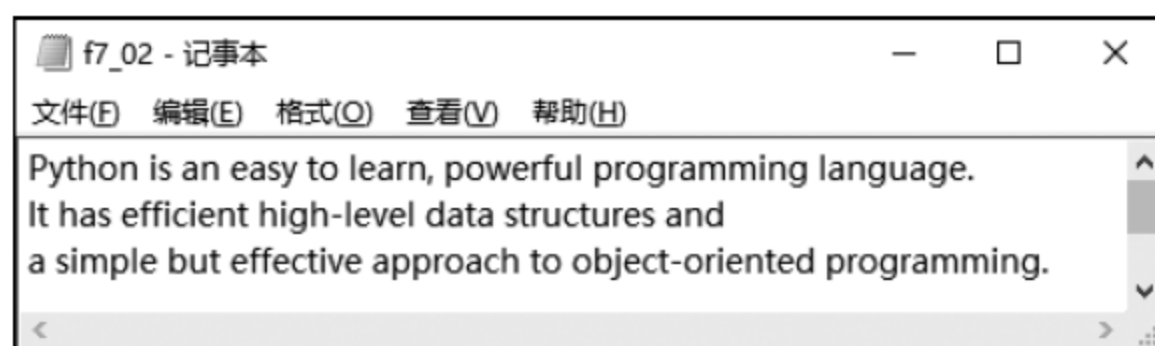 f7_02 - 记事本
文件(F) 编辑(E) 格式(O) 查看(V) 帮助(H)
Python is an easy to learn, powerful programming language.
It has efficient high-level data structures and
a simple but effective approach to object-oriented programming.